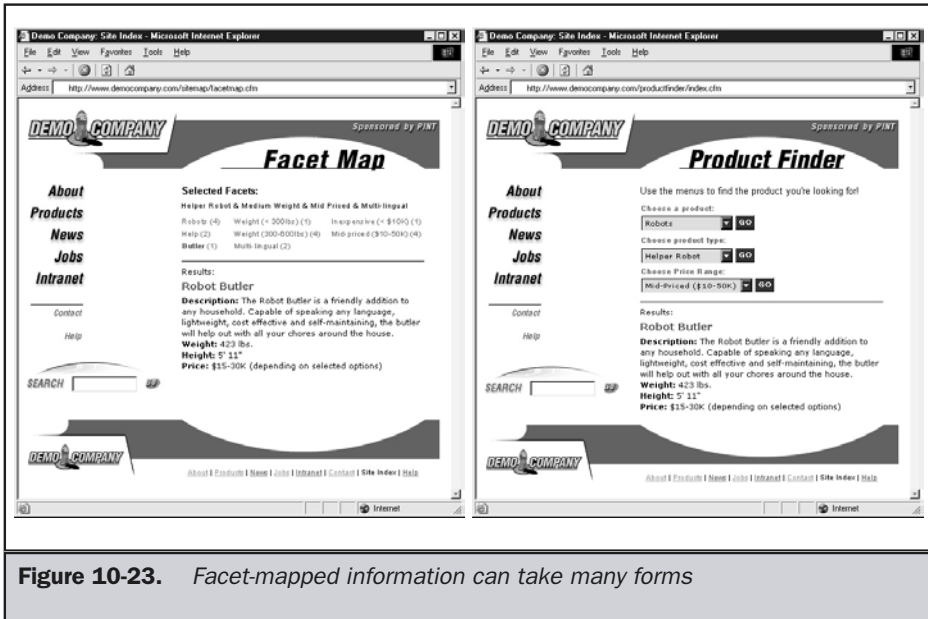 Demo Company: Site Index - Microsoft Internet Explorer
File Edit View Favorites Tools Help
Address http://www.democompany.com/sitemap/facetmap.cfm
DEMO COMPANY
Sponsored by PINT
Facet Map
About
Products
News
Jobs
Intranet
Contact
Help
SEARCH
Selected Facets:
Helper Robot & Medium Weight & Mid Priced & Multi-lingual
Robots (4) Weight (< 300lbs) (1) Inexpensive (< $10K) (1)
Help (2) Weight (300-600lbs) (4) Mid-priced ($10-50K) (4)
Butler (1) Multi-lingual (2)
Results:
Robot Butler
Description: The Robot Butler is a friendly addition to
any household. Capable of speaking any language,
lightweight, cost effective and self-maintaining, the butler
will help out with all your chores around the house.
Weight: 423 lbs.
Height: 5' 11"
Price: $15-30K (depending on selected options)
DEMO COMPANY
About | Products | News | Jobs | Intranet | Contact | Site Index | Help
Internet
Demo Company: Site Index - Microsoft Internet Explorer
File Edit View Favorites Tools Help
Address http://www.democompany.com/productfinder/index.cfm
DEMO COMPANY
Sponsored by PINT
Product Finder
About
Products
News
Jobs
Intranet
Contact
Help
SEARCH
Use the menus to find the product you're looking for!
Choose a product:
Robots GO
Choose product type:
Helper Robot GO
Choose Price Range:
Mid-Priced ($10-50K) GO
Results:
Robot Butler
Description: The Robot Butler is a friendly addition to
any household. Capable of speaking any language,
lightweight, cost effective and self-maintaining, the butler
will help out with all your chores around the house.
Weight: 423 lbs.
Height: 5' 11"
Price: $15-30K (depending on selected options)
DEMO COMPANY
About | Products | News | Jobs | Intranet | Contact | Site Index | Help
Internet
Figure 10-23. Facet-mapped information can take many forms